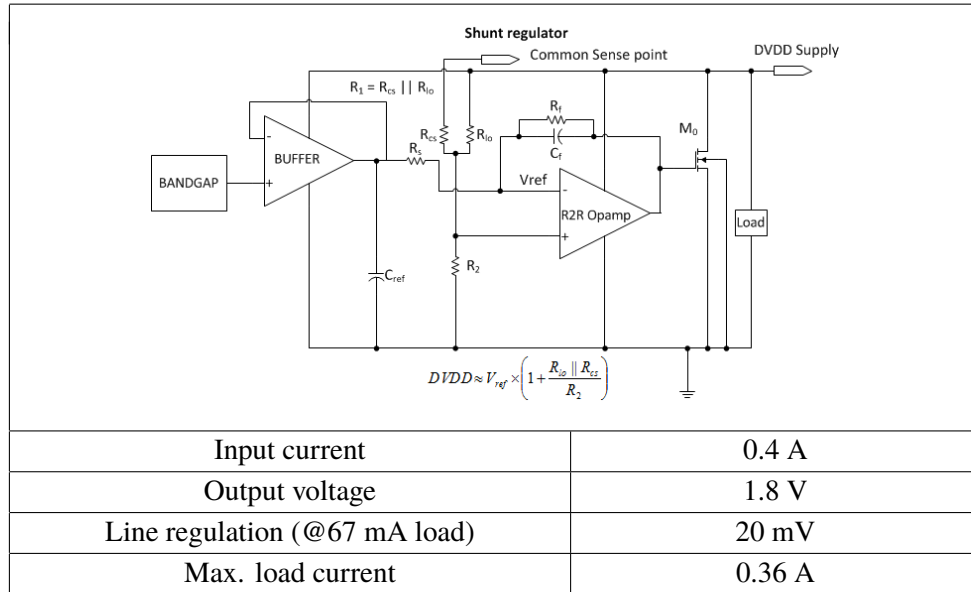 Shunt regulator
Common Sense point
DVDD Supply
R₁ = R꜀ₛ || Rₗₒ
Rcs
Rlo
Rf
Cf
M₀
-
BUFFER
+
BANDGAP
Rs
Vref
-
R2R Opamp
+
Load
R₂
Cref
DVDD ≈ Vref × (1 + Rlo || Rcs / R₂)
Input current 0.4 A
Output voltage 1.8 V
Line regulation (@67 mA load) 20 mV
Max. load current 0.36 A